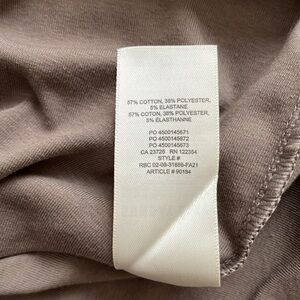 57% COTTON, 38% POLYESTER,
5% ELASTANE
57% COTON, 38% POLYESTER,
5% ÉLASTHANNE
PO 4500145671
PO 4500145672
PO 4500145673
CA 23725 RN 122354
STYLE #
RBC 02-08-31886-FA21
ARTICLE # 90184